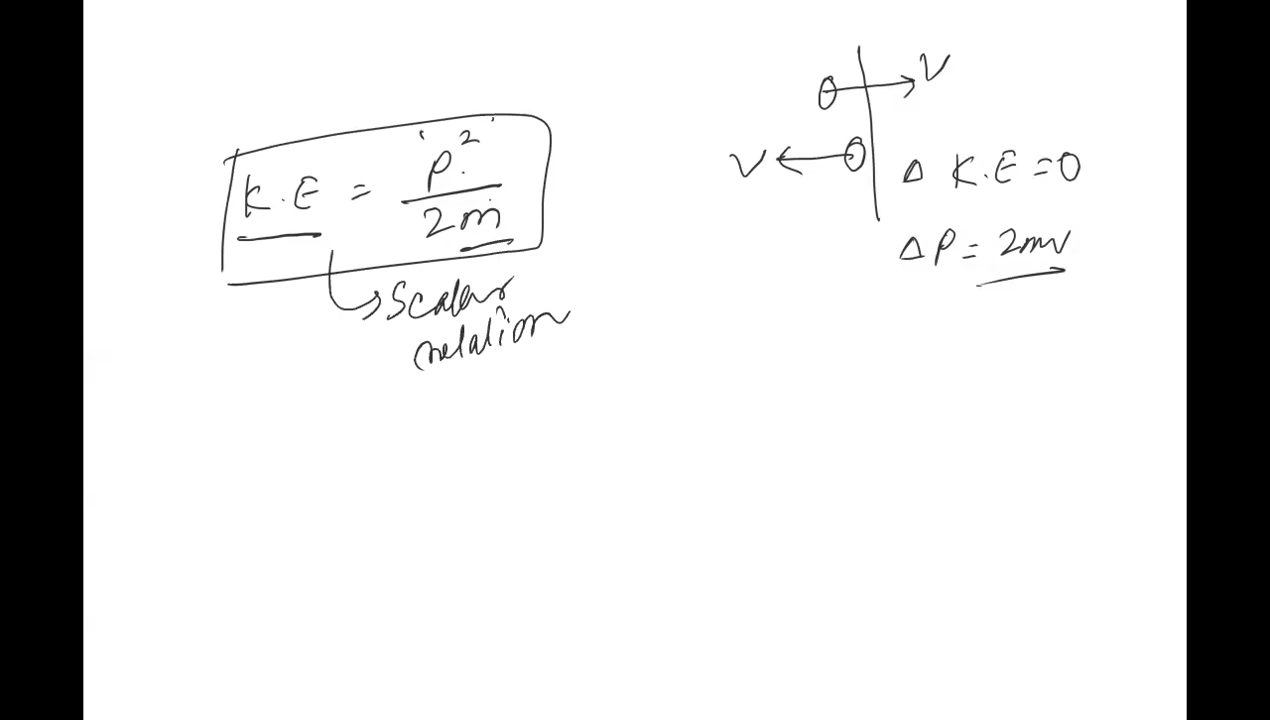 K.E = p²/2m
Scalar
relation
V
V
Δ K.E = 0
ΔP = 2mv